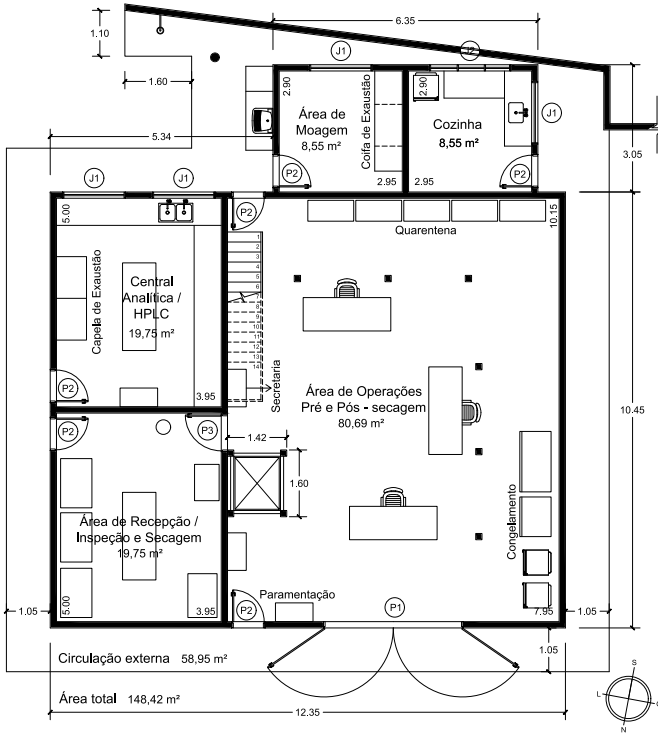 6.35
1.10
1.60
5.34
J1
J2
J1
2.90
Área de
Moagem
8,55 m²
Coifa de Exaustão
2.90
Cozinha
8,55 m²
P2
2.95
2.95
P2
3.05
J1
J1
5.00
P2
Quarentena
10.15
Capela de Exaustão
Central
Analítica /
HPLC
19,75 m²
1
2
3
4
5
6
8
9
10
11
12
13
14
Secretaria
P2
3.95
Área de Operações
Pré e Pós - secagem
80,69 m²
10.45
P2
P3
1.42
1.60
Área de Recepção /
Inspeção e Secagem
19,75 m²
Congelamento
5.00
3.95
P2
Paramentação
P1
7.95
1.05
1.05
1.05
Circulação externa 58,95 m²
Área total 148,42 m²
12.35
S
L
O
N